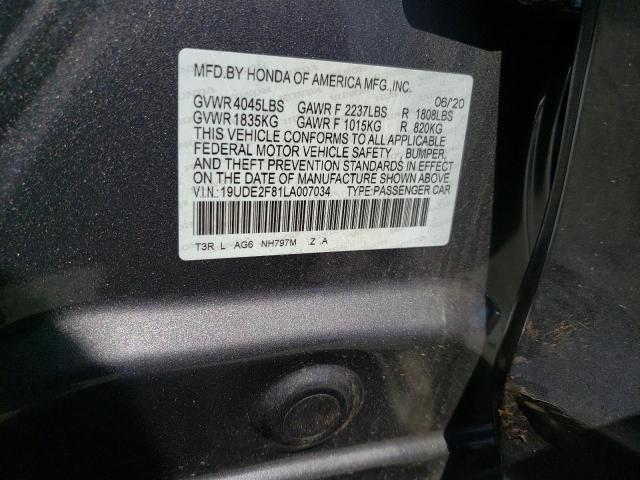 MFD.BY HONDA OF AMERICA MFG.,INC.
06/20
GVWR 4045LBS GAWR F 2237LBS R 1808LBS
GVWR 1835KG GAWR F 1015KG R 820KG
THIS VEHICLE CONFORMS TO ALL APPLICABLE
FEDERAL MOTOR VEHICLE SAFETY , BUMPER,
AND THEFT PREVENTION STANDARDS IN EFFECT
ON THE DATE OF MANUFACTURE SHOWN ABOVE
V.I.N.: 19UDE2F81LA007034 TYPE:PASSENGER CAR
T3R L AG6 NH797M .Z .A